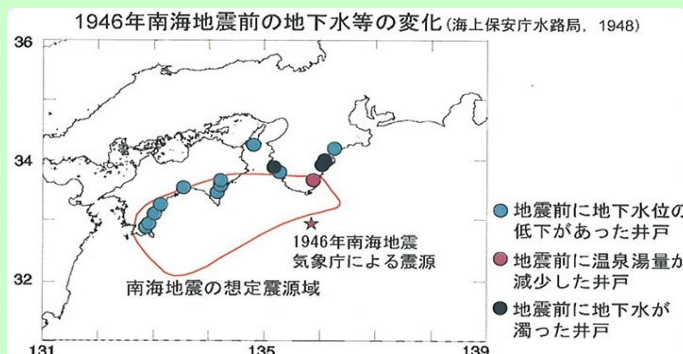 1946年南海地震前の地下水等の変化(海上保安庁水路局,1948)
36
34
32
131
135
139
1946年南海地震
気象庁による震源
南海地震の想定震源域
地震前に地下水位の
低下があった井戸
地震前に温泉湯量が
減少した井戸
地震前に地下水が
濁った井戸